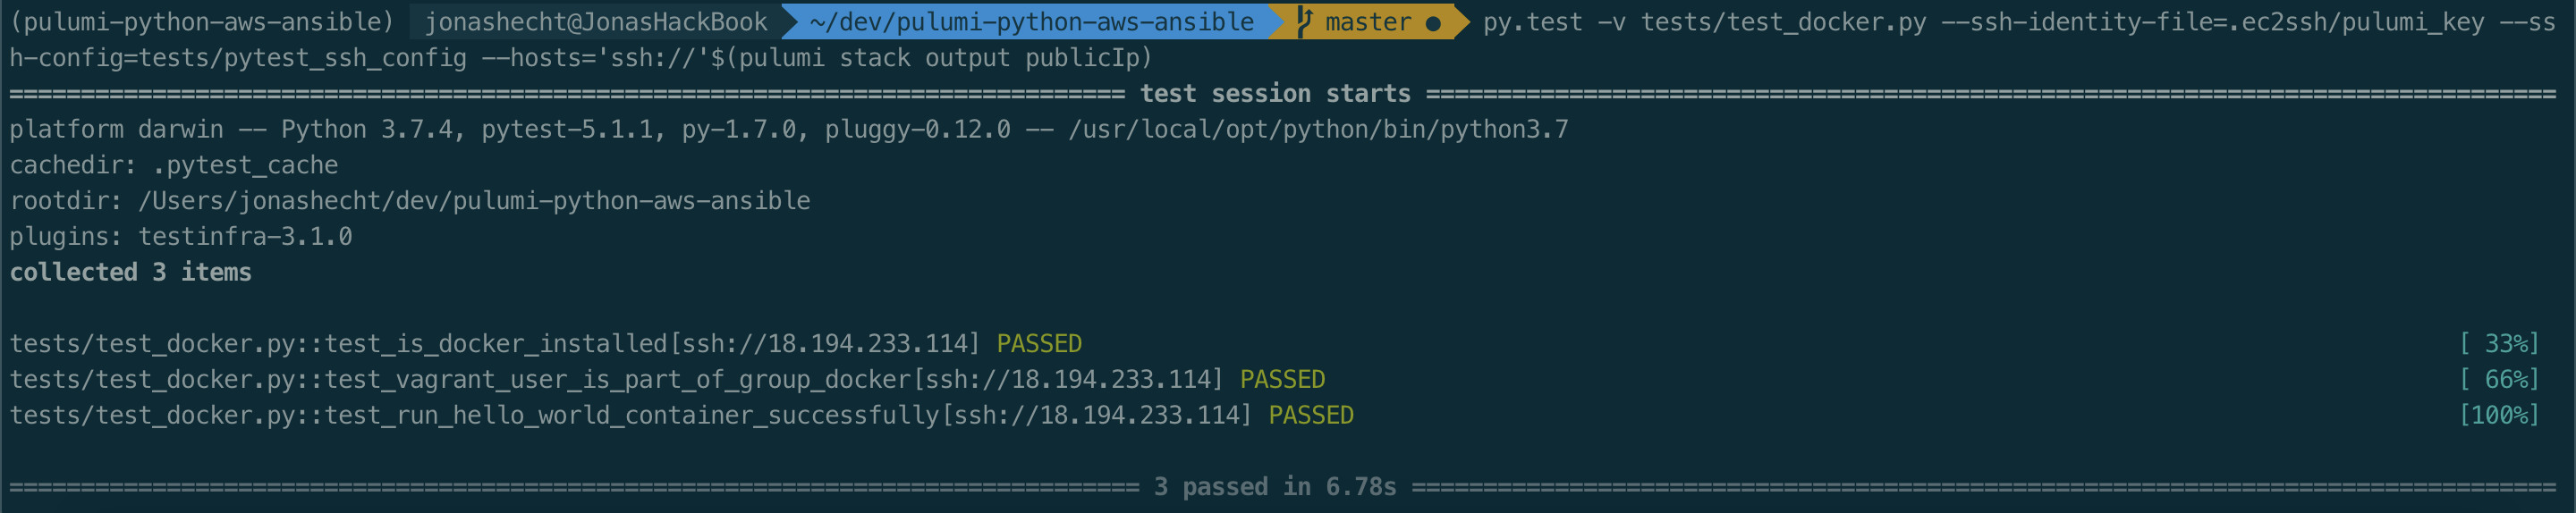 (pulumi-python-aws-ansible) jonashecht@JonasHackBook ~/dev/pulumi-python-aws-ansible master ● py.test -v tests/test_docker.py --ssh-identity-file=.ec2ssh/pulumi_key --ss
h-config=tests/pytest_ssh_config --hosts='ssh://'$(pulumi stack output publicIp)
============================================================================== test session starts ===============================================================================
platform darwin -- Python 3.7.4, pytest-5.1.1, py-1.7.0, pluggy-0.12.0 -- /usr/local/opt/python/bin/python3.7
cachedir: .pytest_cache
rootdir: /Users/jonashecht/dev/pulumi-python-aws-ansible
plugins: testinfra-3.1.0
collected 3 items
tests/test_docker.py::test_is_docker_installed[ssh://18.194.233.114] PASSED [ 33%]
tests/test_docker.py::test_vagrant_user_is_part_of_group_docker[ssh://18.194.233.114] PASSED [ 66%]
tests/test_docker.py::test_run_hello_world_container_successfully[ssh://18.194.233.114] PASSED [100%]
=============================================================================== 3 passed in 6.78s ================================================================================